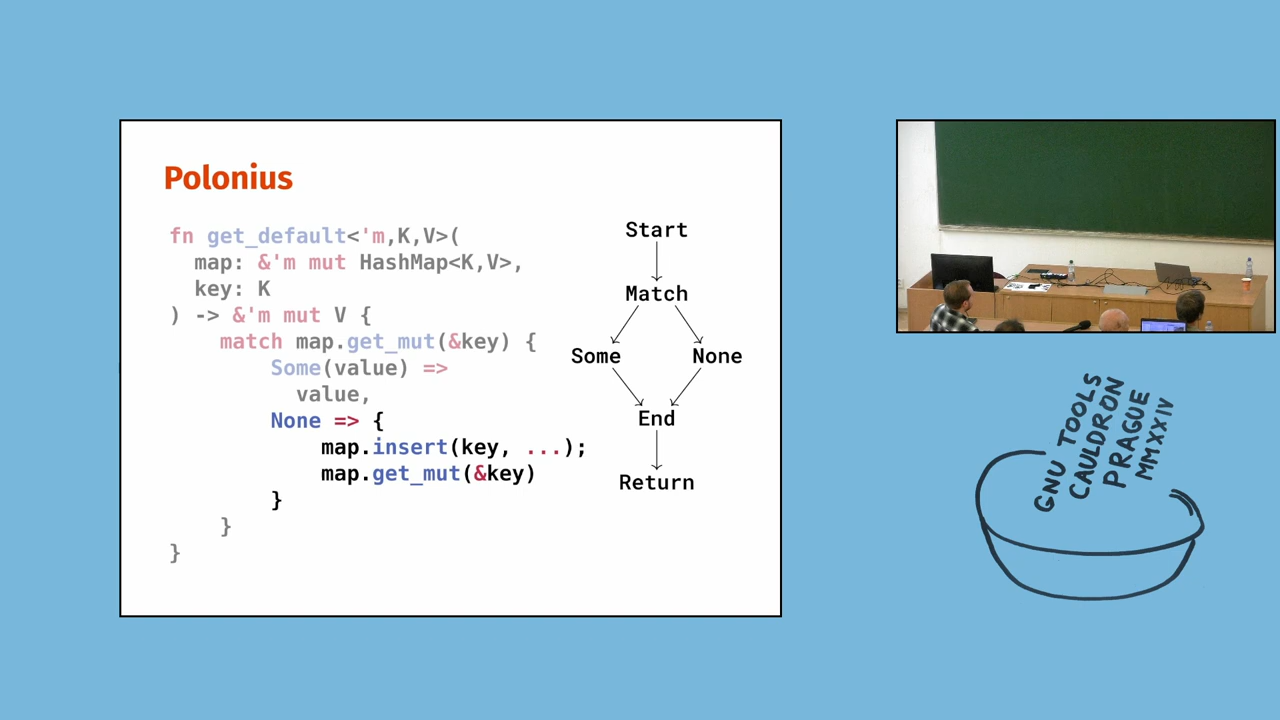 Polonius
fn get_default<'m,K,V>(
map: &'m mut HashMap<K,V>,
key: K
) -> &'m mut V {
match map.get_mut(&key) {
Some(value) =>
value,
None => {
map.insert(key, ...);
map.get_mut(&key)
}
}
}
Start
Match
Some
None
End
Return
GNU TOOLS
CAULDRON
PRAGUE
MMXXIV